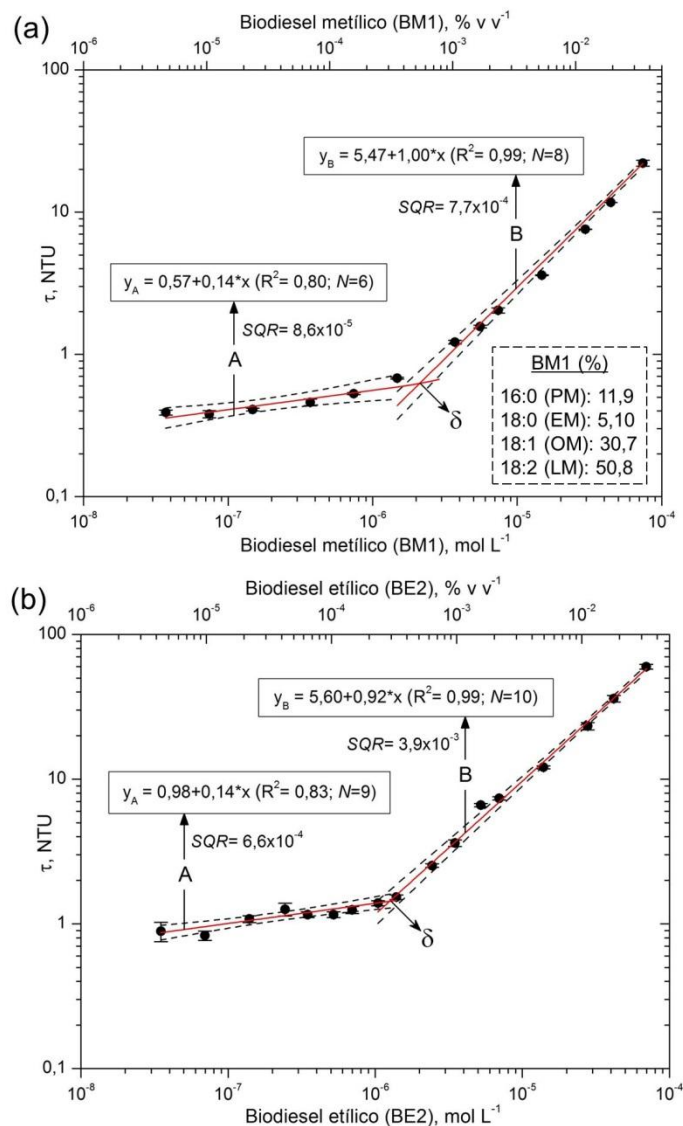 (a)
Biodiesel metílico (BM1), % v v⁻¹
10⁻⁶ 10⁻⁵ 10⁻⁴ 10⁻³ 10⁻²
100
y_B = 5,47+1,00*x (R²= 0,99; N=8)
SQR= 7,7x10⁻⁴
B
10
τ, NTU
y_A = 0,57+0,14*x (R²= 0,80; N=6)
SQR= 8,6x10⁻⁵
A
1
δ
BM1 (%)
16:0 (PM): 11,9
18:0 (EM): 5,10
18:1 (OM): 30,7
18:2 (LM): 50,8
0,1
10⁻⁸ 10⁻⁷ 10⁻⁶ 10⁻⁵ 10⁻⁴
Biodiesel metílico (BM1), mol L⁻¹
(b)
Biodiesel etílico (BE2), % v v⁻¹
10⁻⁶ 10⁻⁵ 10⁻⁴ 10⁻³ 10⁻²
100
y_B = 5,60+0,92*x (R²= 0,99; N=10)
SQR= 3,9x10⁻³
B
10
τ, NTU
y_A = 0,98+0,14*x (R²= 0,83; N=9)
SQR= 6,6x10⁻⁴
A
1
δ
0,1
10⁻⁸ 10⁻⁷ 10⁻⁶ 10⁻⁵ 10⁻⁴
Biodiesel etílico (BE2), mol L⁻¹